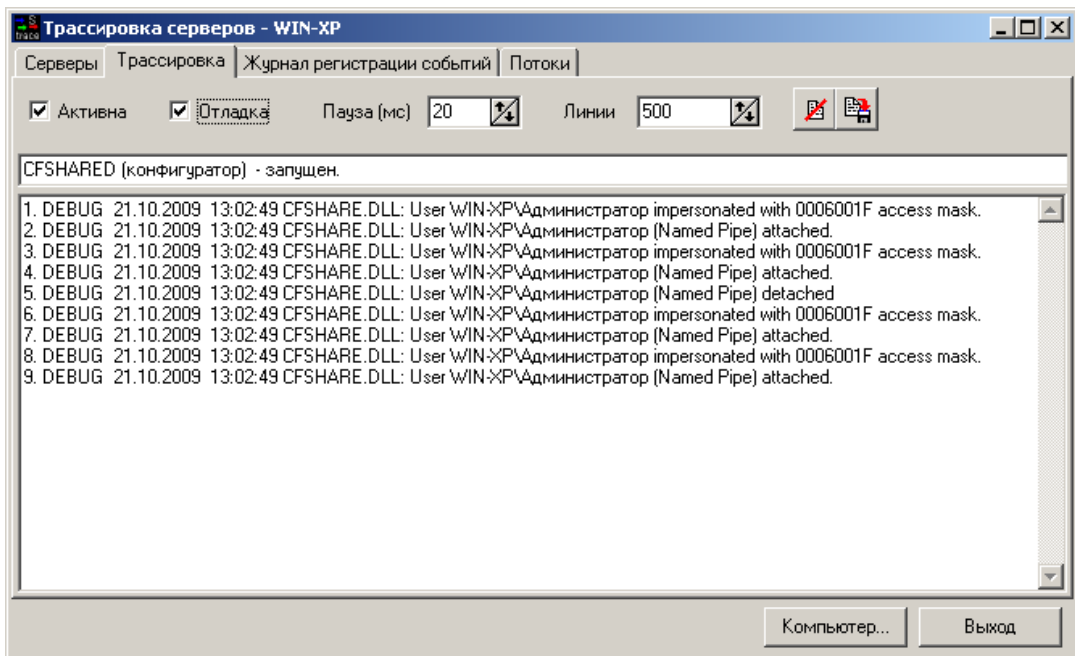 S
trace
Трассировка серверов - WIN-XP
Серверы Трассировка Журнал регистрации событий Потоки
Активна Отладка Пауза (мс) 20 Линии 500
CFSHARED (конфигуратор) - запущен.
1. DEBUG 21.10.2009 13:02:49 CFSHARE.DLL: User WIN-XP\Администратор impersonated with 0006001F access mask.
2. DEBUG 21.10.2009 13:02:49 CFSHARE.DLL: User WIN-XP\Администратор (Named Pipe) attached.
3. DEBUG 21.10.2009 13:02:49 CFSHARE.DLL: User WIN-XP\Администратор impersonated with 0006001F access mask.
4. DEBUG 21.10.2009 13:02:49 CFSHARE.DLL: User WIN-XP\Администратор (Named Pipe) attached.
5. DEBUG 21.10.2009 13:02:49 CFSHARE.DLL: User WIN-XP\Администратор (Named Pipe) detached
6. DEBUG 21.10.2009 13:02:49 CFSHARE.DLL: User WIN-XP\Администратор impersonated with 0006001F access mask.
7. DEBUG 21.10.2009 13:02:49 CFSHARE.DLL: User WIN-XP\Администратор (Named Pipe) attached.
8. DEBUG 21.10.2009 13:02:49 CFSHARE.DLL: User WIN-XP\Администратор impersonated with 0006001F access mask.
9. DEBUG 21.10.2009 13:02:49 CFSHARE.DLL: User WIN-XP\Администратор (Named Pipe) attached.
Компьютер... Выход